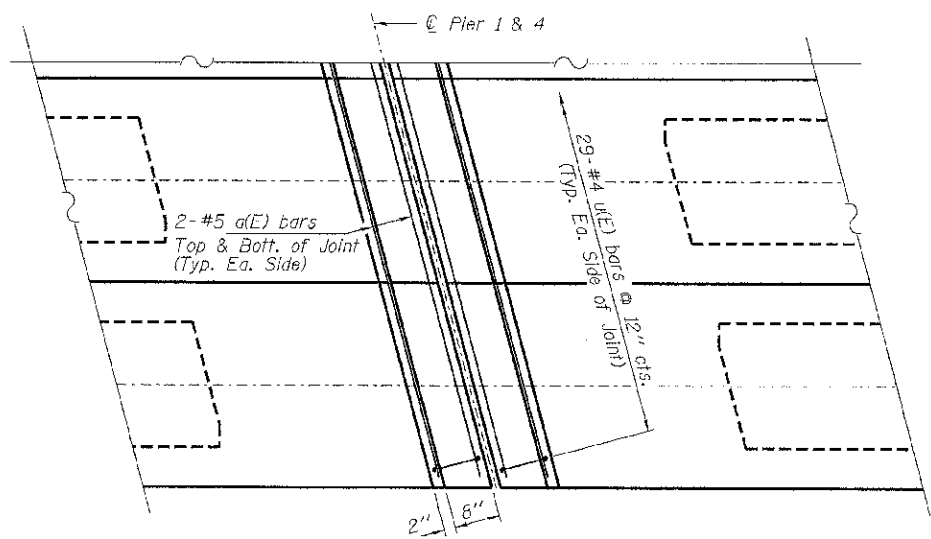 ℄ Pier 1 & 4
2-#5 a(E) bars
Top & Bott. of Joint
(Typ. Ea. Side)
29-#4 u(E) bars @ 12" cts.
(Typ. Ea. Side of Joint)
2"
8"